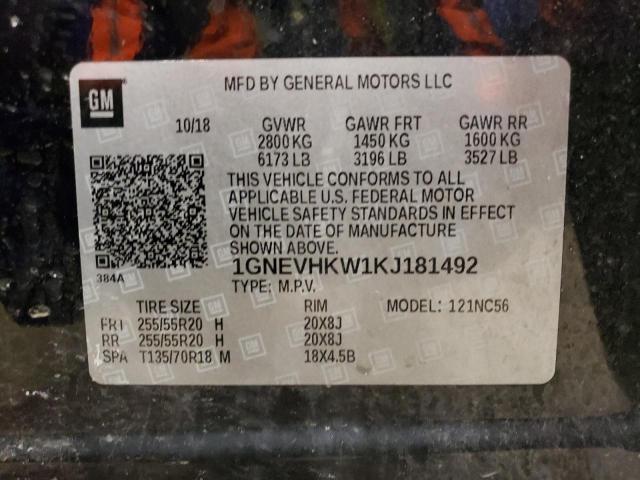 GM
MFD BY GENERAL MOTORS LLC
10/18 GVWR GAWR FRT GAWR RR
2800 KG 1450 KG 1600 KG
6173 LB 3196 LB 3527 LB
THIS VEHICLE CONFORMS TO ALL
APPLICABLE U.S. FEDERAL MOTOR
VEHICLE SAFETY STANDARDS IN EFFECT
ON THE DATE OF MANUFACTURE
SHOWN ABOVE.
384A
1GNEVHKW1KJ181492
TYPE: M.P.V.
TIRE SIZE RIM MODEL: 121NC56
FRT 255/55R20 H 20X8J
RR 255/55R20 H 20X8J
SPA T135/70R18 M 18X4.5B